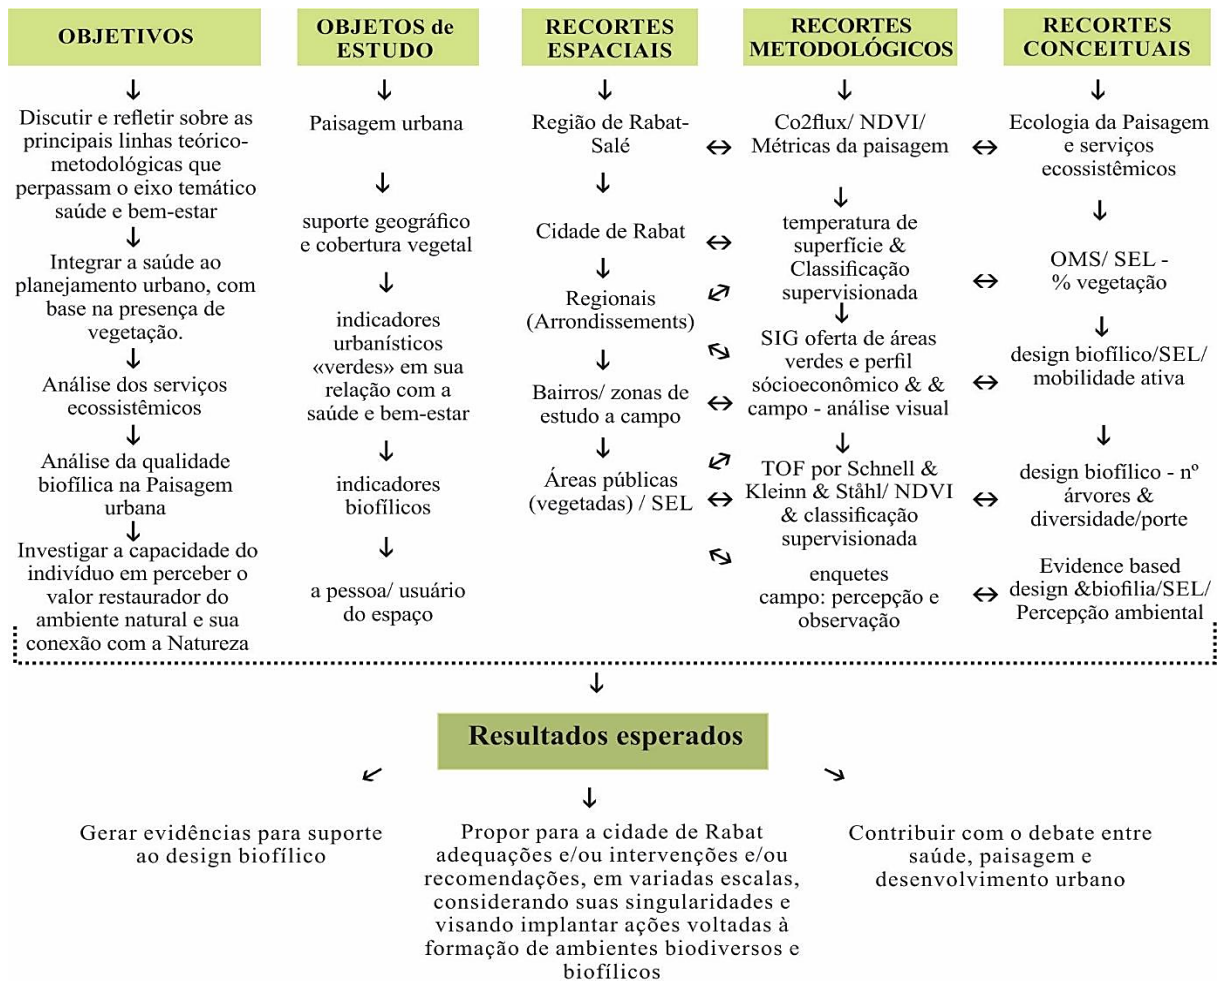 OBJETIVOS
Discutir e refletir sobre as
principais linhas teórico-
metodológicas que
perpassam o eixo temático
saúde e bem-estar
Integrar a saúde ao
planejamento urbano, com
base na presença de
vegetação.
Análise dos serviços
ecossistêmicos
Análise da qualidade
biofílica na Paisagem
urbana
Investigar a capacidade do
indivíduo em perceber o
valor restaurador do
ambiente natural e sua
conexão com a Natureza
OBJETOS de
ESTUDO
Paisagem urbana
suporte geográfico
e cobertura vegetal
indicadores
urbanísticos
«verdes» em sua
relação com a
saúde e bem-estar
indicadores
biofílicos
a pessoa/ usuário
do espaço
RECORTES
ESPACIAIS
Região de Rabat-
Salé
Cidade de Rabat
Regionais
(Arrondissements)
Bairros/ zonas de
estudo a campo
Áreas públicas
(vegetadas) / SEL
RECORTES
METODOLÓGICOS
Co2flux/ NDVI/
Métricas da paisagem
temperatura de
superfície &
Classificação
supervisionada
SIG oferta de áreas
verdes e perfil
sócioeconômico & &
campo - análise visual
TOF por Schnell &
Kleinn & Ståhl/ NDVI
& classificação
supervisionada
enquetes
campo: percepção e
observação
RECORTES
CONCEITUAIS
Ecologia da Paisagem
e serviços
ecossistêmicos
OMS/ SEL -
% vegetação
design biofílico/SEL/
mobilidade ativa
design biofílico - nº
árvores &
diversidade/porte
Evidence based
design &biofilia/SEL/
Percepção ambiental
Resultados esperados
Gerar evidências para suporte
ao design biofílico
Propor para a cidade de Rabat
adequações e/ou intervenções e/ou
recomendações, em variadas escalas,
considerando suas singularidades e
visando implantar ações voltadas à
formação de ambientes biodiversos e
biofílicos
Contribuir com o debate entre
saúde, paisagem e
desenvolvimento urbano